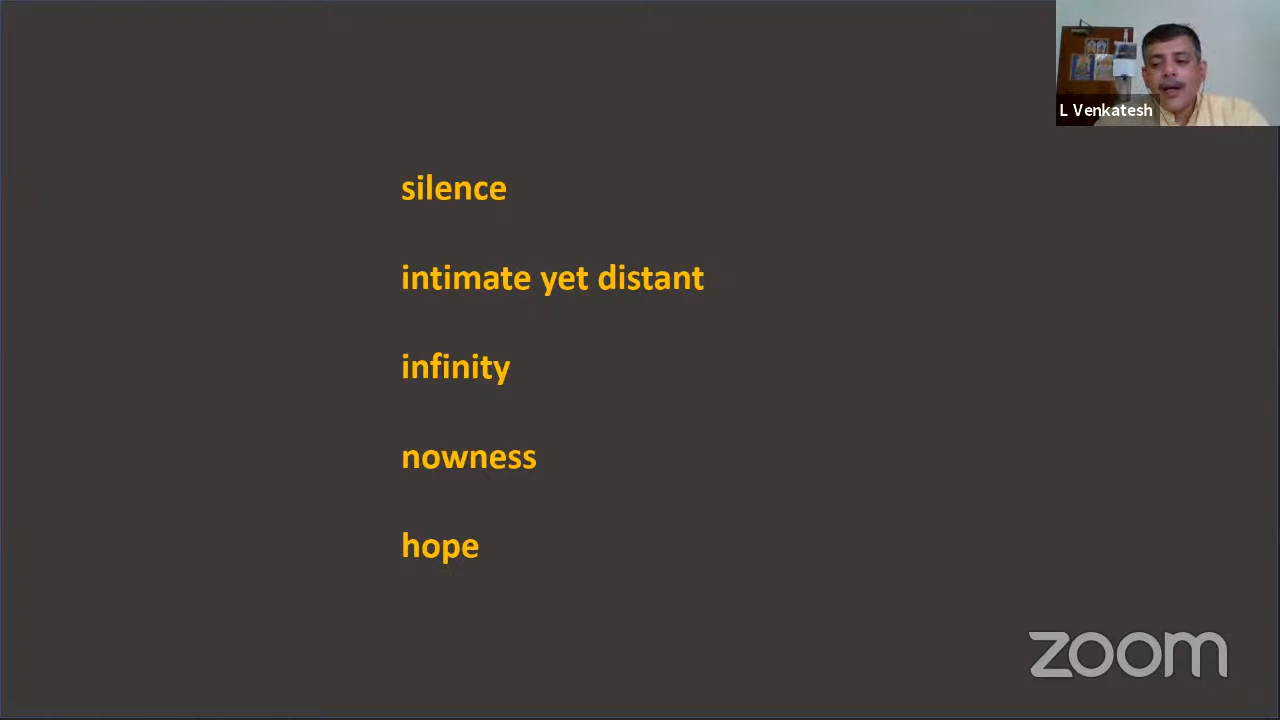 L Venkatesh
silence
intimate yet distant
infinity
nowness
hope
zoom